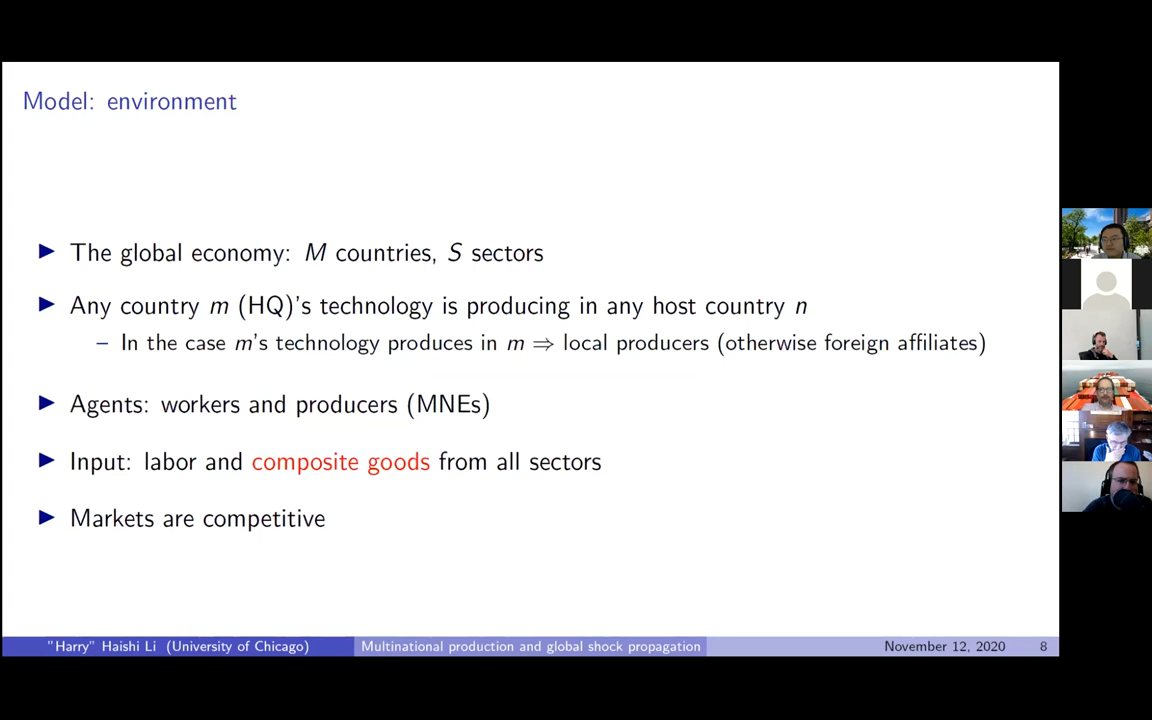 Model: environment
▶ The global economy: M countries, S sectors
▶ Any country m (HQ)'s technology is producing in any host country n
– In the case m's technology produces in m ⇒ local producers (otherwise foreign affiliates)
▶ Agents: workers and producers (MNEs)
▶ Input: labor and composite goods from all sectors
▶ Markets are competitive
"Harry" Haishi Li (University of Chicago) Multinational production and global shock propagation November 12, 2020 8